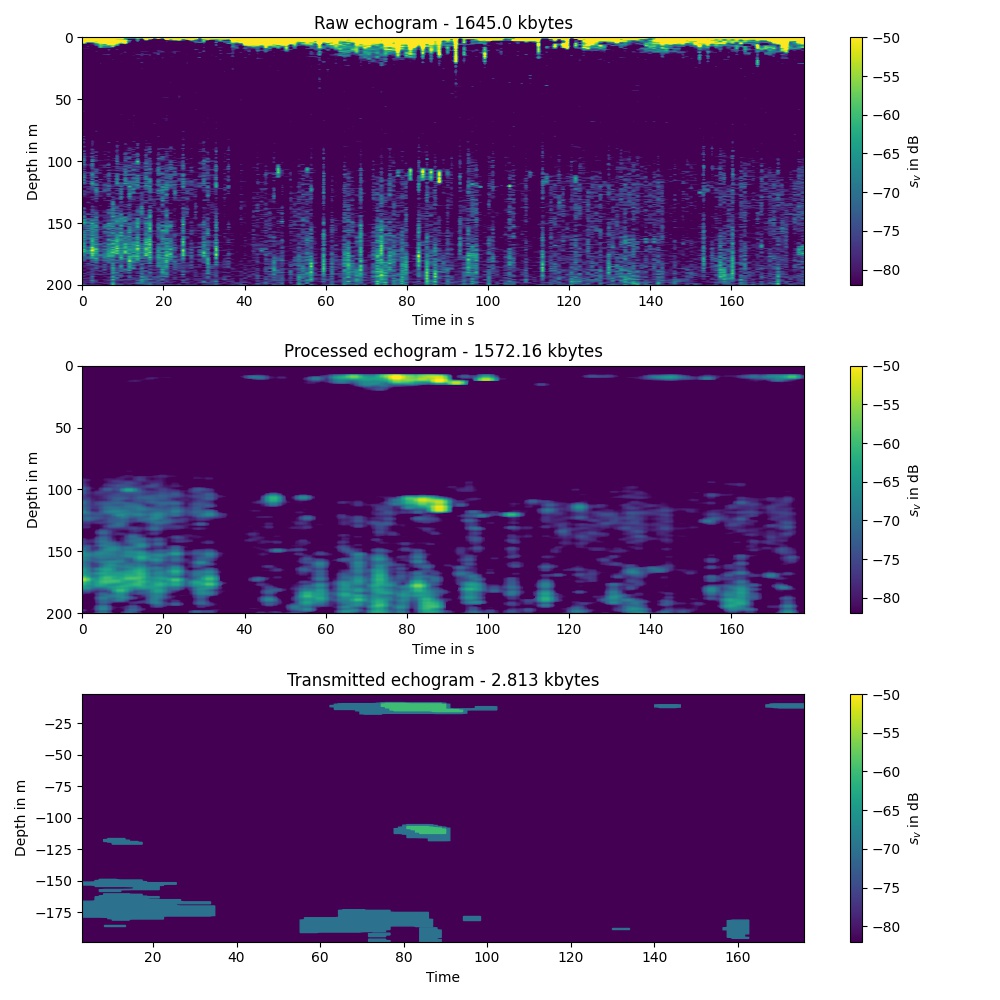 Raw echogram - 1645.0 kbytes
0
50
100
150
200
Depth in m
0 20 40 60 80 100 120 140 160
Time in s
−50
−55
−60
−65
−70
−75
−80
sv in dB
Processed echogram - 1572.16 kbytes
0
50
100
150
200
Depth in m
0 20 40 60 80 100 120 140 160
Time in s
−50
−55
−60
−65
−70
−75
−80
sv in dB
Transmitted echogram - 2.813 kbytes
−25
−50
−75
−100
−125
−150
−175
Depth in m
20 40 60 80 100 120 140 160
Time
−50
−55
−60
−65
−70
−75
−80
sv in dB